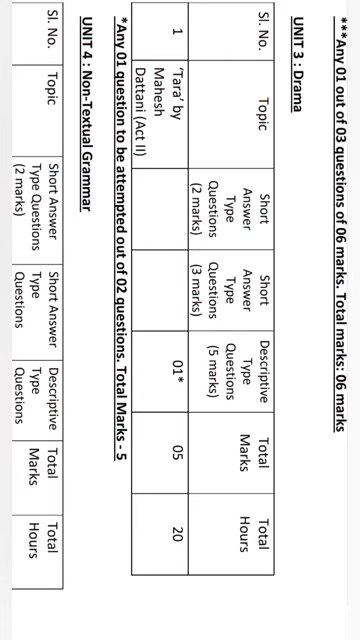 ***Any 01 out of 03 questions of 06 marks. Total marks: 06 marks
UNIT 3 : Drama
Sl. No.
Topic
Short
Answer
Type
Questions
(2 marks)
Short
Answer
Type
Questions
(3 marks)
Descriptive
Type
Questions
(5 marks)
Total
Marks
Total
Hours
1
'Tara' by
Mahesh
Dattani (Act II)
01*
05
20
*Any 01 question to be attempted out of 02 questions. Total Marks - 5
UNIT 4 : Non-Textual Grammar
Sl. No.
Topic
Short Answer
Type Questions
(2 marks)
Short Answer
Type
Questions
Descriptive
Type
Questions
Total
Marks
Total
Hours